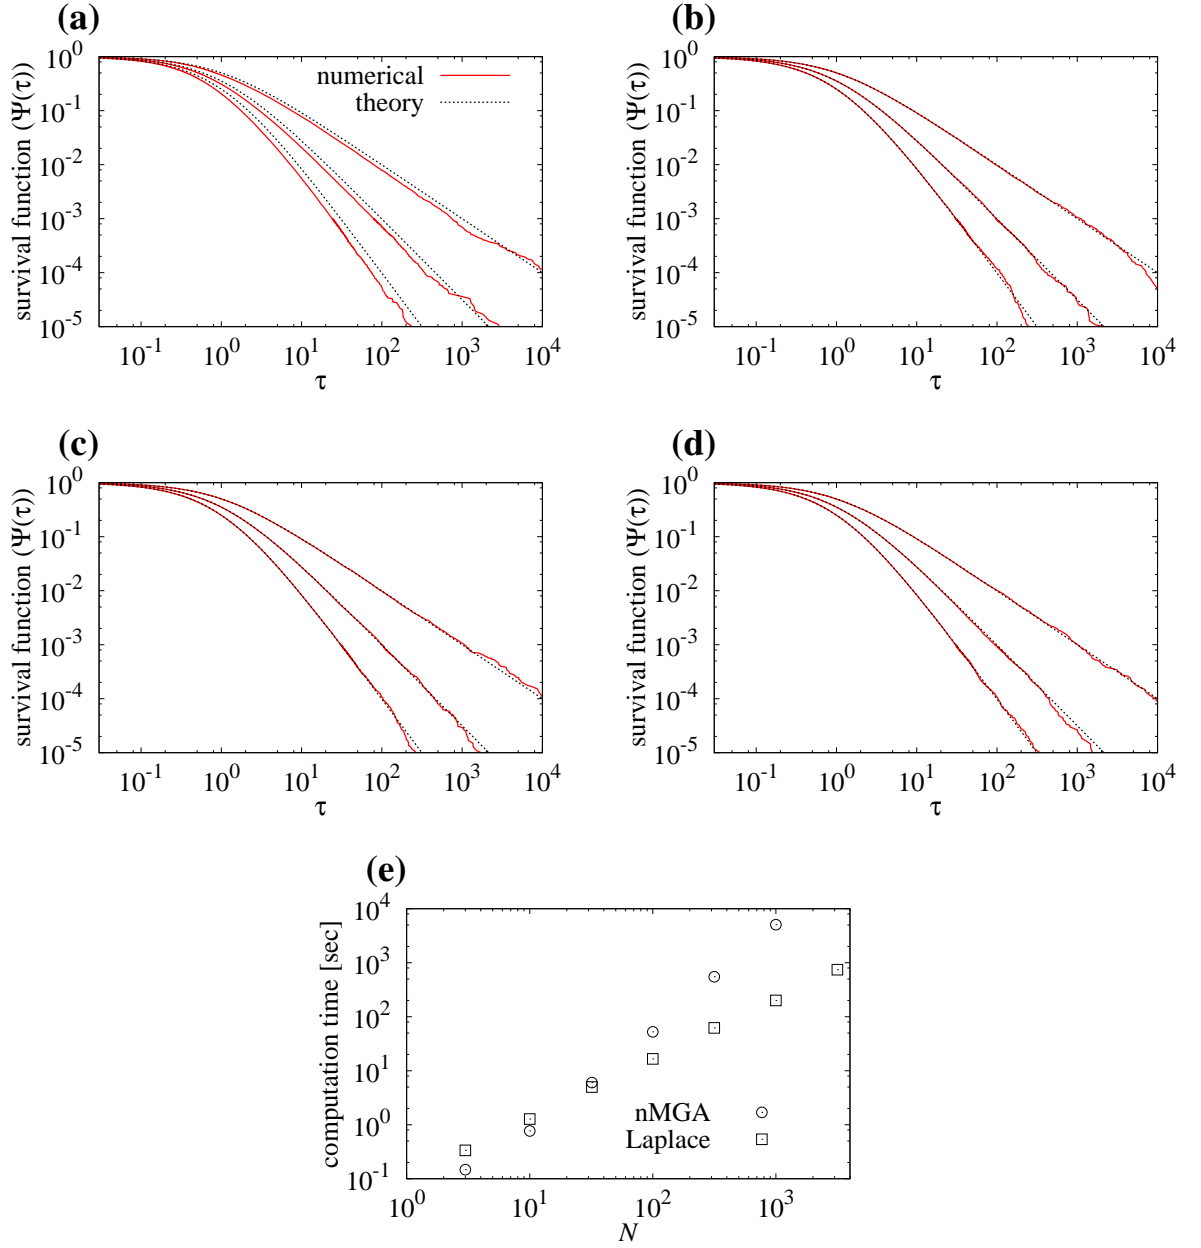 (a)
survival function (Ψ(τ))
10^0
10^-1
10^-2
10^-3
10^-4
10^-5
numerical
theory
10^-1 10^0 10^1 10^2 10^3 10^4
τ
(b)
survival function (Ψ(τ))
10^0
10^-1
10^-2
10^-3
10^-4
10^-5
10^-1 10^0 10^1 10^2 10^3 10^4
τ
(c)
survival function (Ψ(τ))
10^0
10^-1
10^-2
10^-3
10^-4
10^-5
10^-1 10^0 10^1 10^2 10^3 10^4
τ
(d)
survival function (Ψ(τ))
10^0
10^-1
10^-2
10^-3
10^-4
10^-5
10^-1 10^0 10^1 10^2 10^3 10^4
τ
(e)
computation time [sec]
10^4
10^3
10^2
10^1
10^0
10^-1
nMGA
Laplace
10^0 10^1 10^2 10^3
N